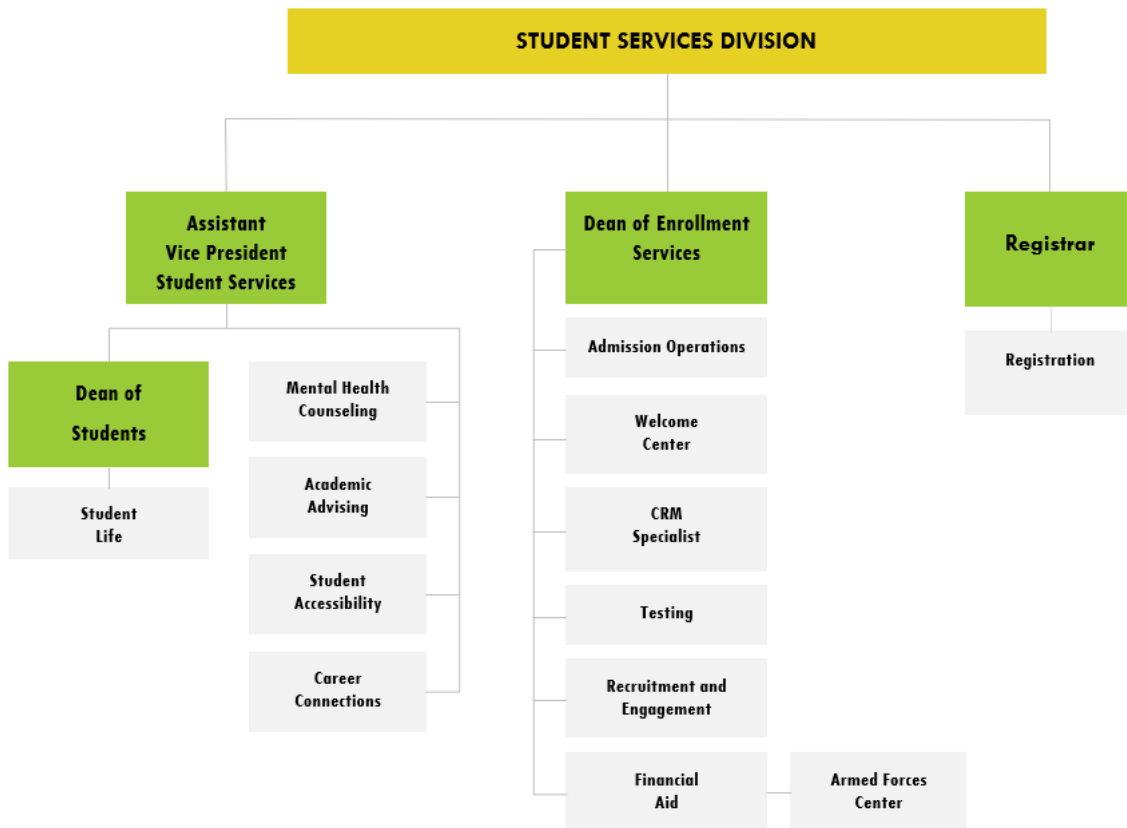 STUDENT SERVICES DIVISION
Assistant
Vice President
Student Services
Dean of Enrollment
Services
Registrar
Dean of
Students
Student
Life
Mental Health
Counseling
Academic
Advising
Student
Accessibility
Career
Connections
Admission Operations
Welcome
Center
CRM
Specialist
Testing
Recruitment and
Engagement
Financial
Aid
Armed Forces
Center
Registration